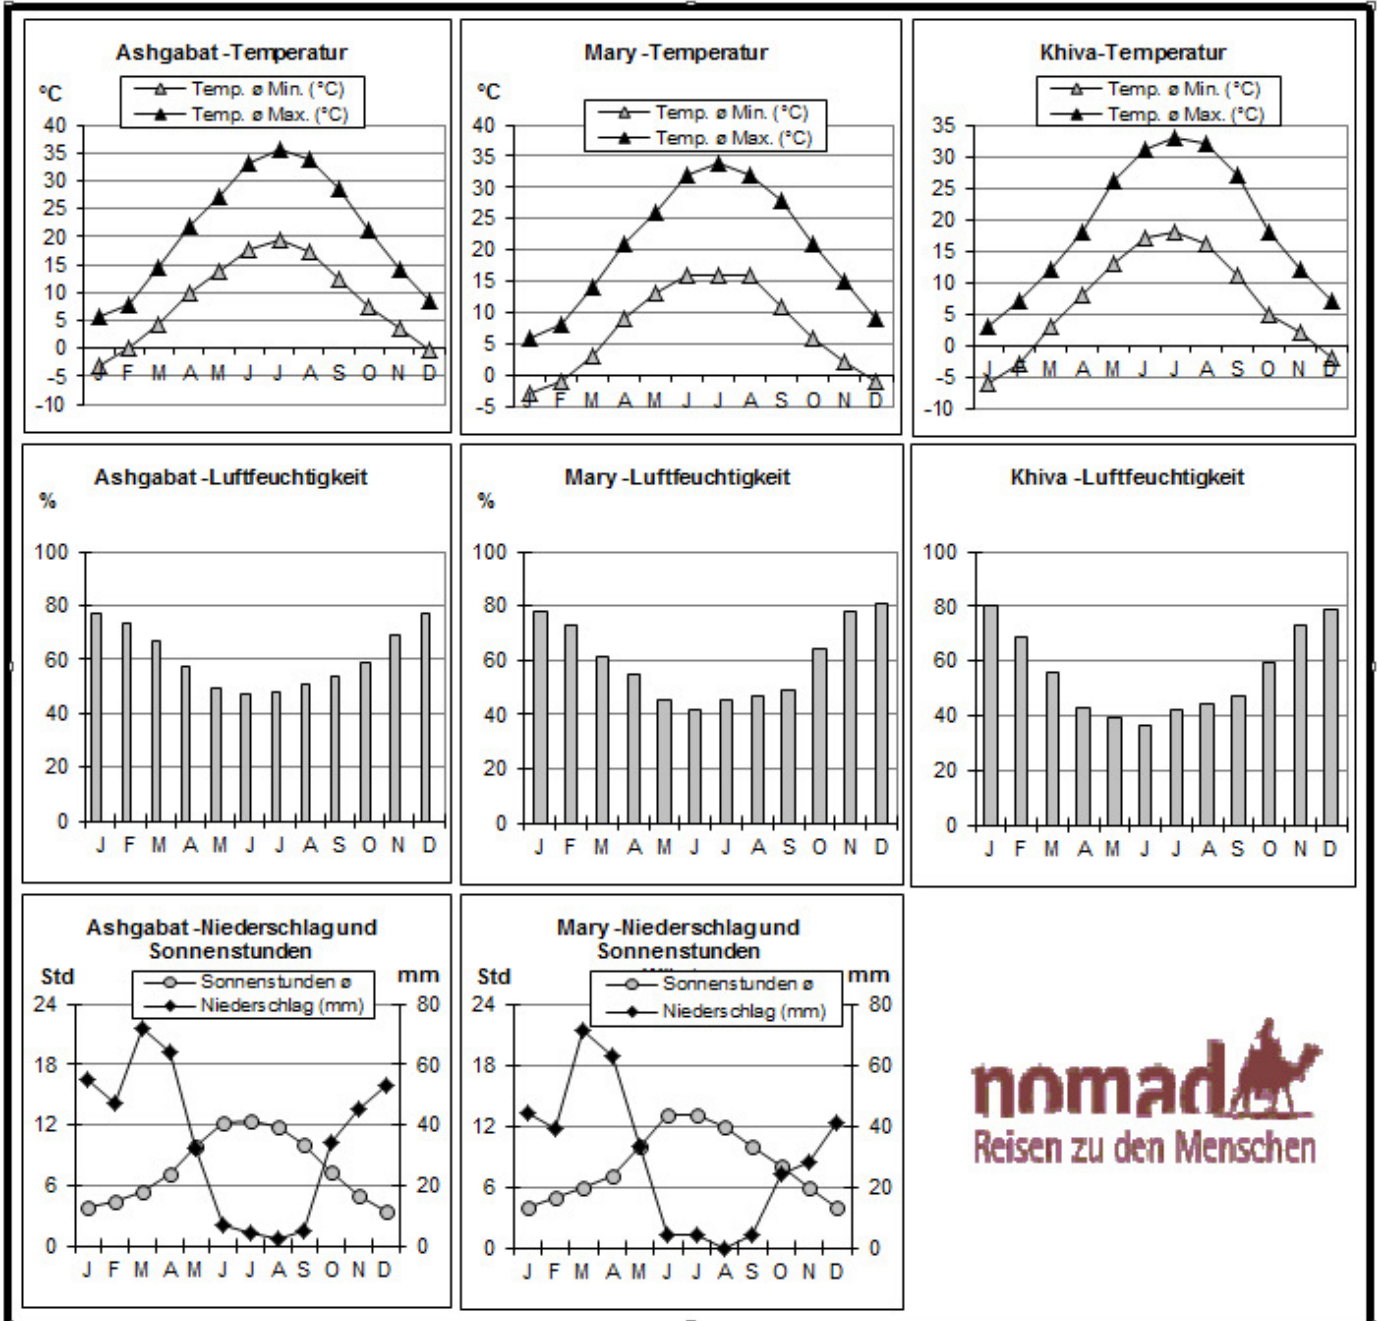 Ashgabat -Temperatur
°C
Temp. ø Min. (°C)
Temp. ø Max. (°C)
40
35
30
25
20
15
10
5
0
-5
-10
J F M A M J J A S O N D
Mary -Temperatur
°C
Temp. ø Min. (°C)
Temp. ø Max. (°C)
40
35
30
25
20
15
10
5
0
-5
J F M A M J J A S O N D
Khiva-Temperatur
Temp. ø Min. (°C)
Temp. ø Max. (°C)
35
30
25
20
15
10
5
0
-5
-10
J F M A M J J A S O N D
Ashgabat -Luftfeuchtigkeit
%
100
80
60
40
20
0
J F M A M J J A S O N D
Mary -Luftfeuchtigkeit
%
100
80
60
40
20
0
J F M A M J J A S O N D
Khiva -Luftfeuchtigkeit
100
80
60
40
20
0
J F M A M J J A S O N D
Ashgabat -Niederschlag und
Sonnenstunden
Std
mm
Sonnenstunden ø
Niederschlag (mm)
24 80
18 60
12 40
6 20
0 0
J F M A M J J A S O N D
Mary -Niederschlag und
Sonnenstunden
Std
mm
Sonnenstunden ø
Niederschlag (mm)
24 80
18 60
12 40
6 20
0 0
J F M A M J J A S O N D
nomad
Reisen zu den Menschen